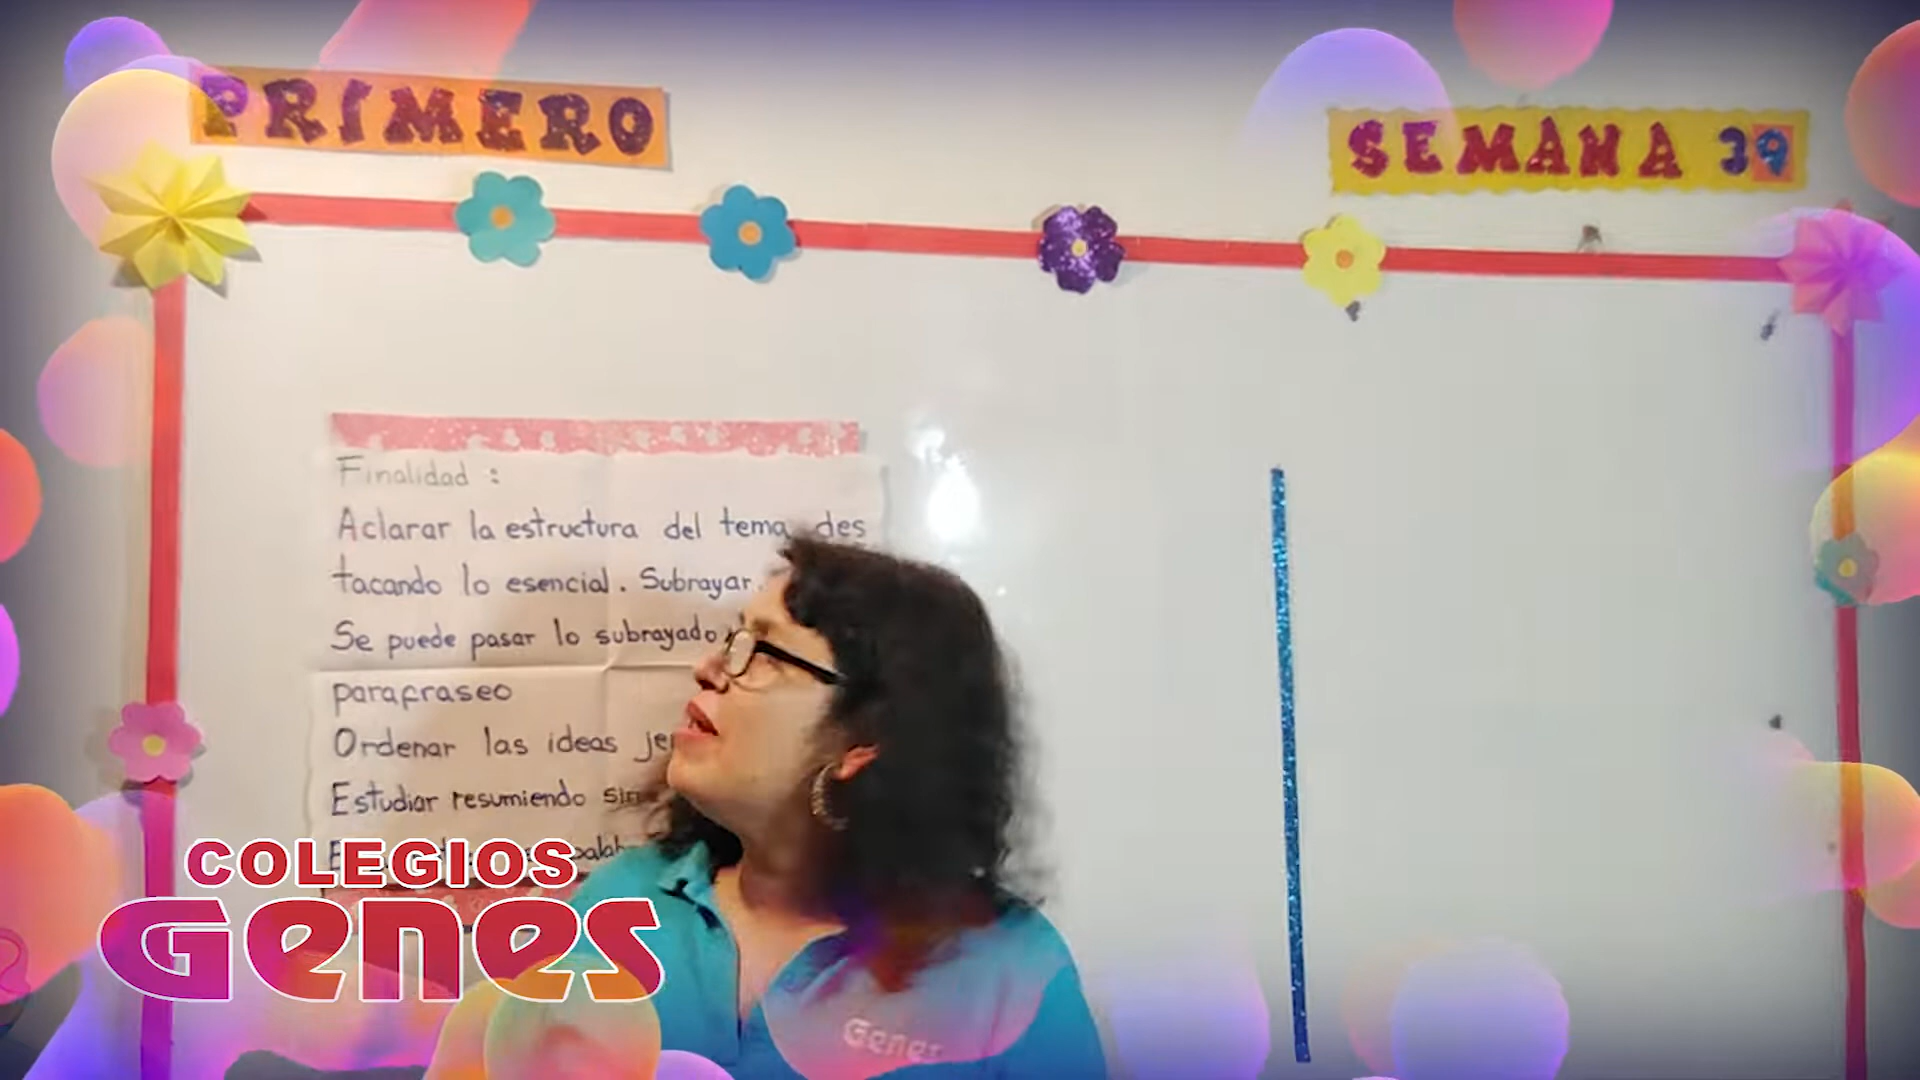 PRIMERO
SEMANA 39
Finalidad :
Aclarar la estructura del tema des
tacando lo esencial. Subrayar.
Se puede pasar lo subrayado
parafraseo
Ordenar las ideas
Estudiar resumiendo
COLEGIOS
Genes
Genes